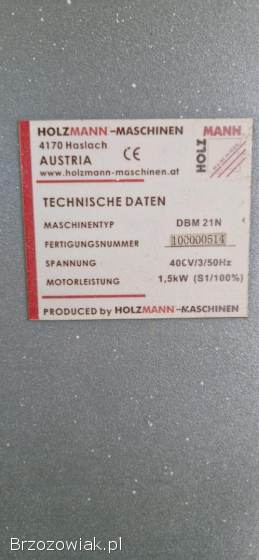 HOLZMANN-MASCHINEN
4170 Haslach
AUSTRIA
CE
www.holzmann-maschinen.at
HOLZ
MANN
TECHNISCHE DATEN
MASCHINENTYP DBM 21N
FERTIGUNGSNUMMER 100000514
SPANNUNG 400V/3/50Hz
MOTORLEISTUNG 1,5kW (S1/100%)
PRODUCED by HOLZMANN-MASCHINEN
Brzozowiak.pl